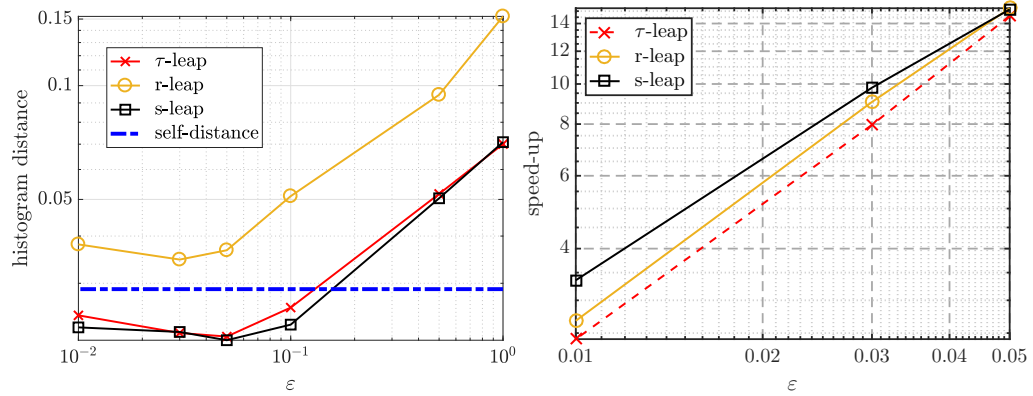 0.15
0.1
0.05
histogram distance
τ-leap
r-leap
s-leap
self-distance
10⁻²
10⁻¹
10⁰
ε
14
12
10
8
6
4
speed-up
τ-leap
r-leap
s-leap
0.01
0.02
0.03
0.04
0.05
ε